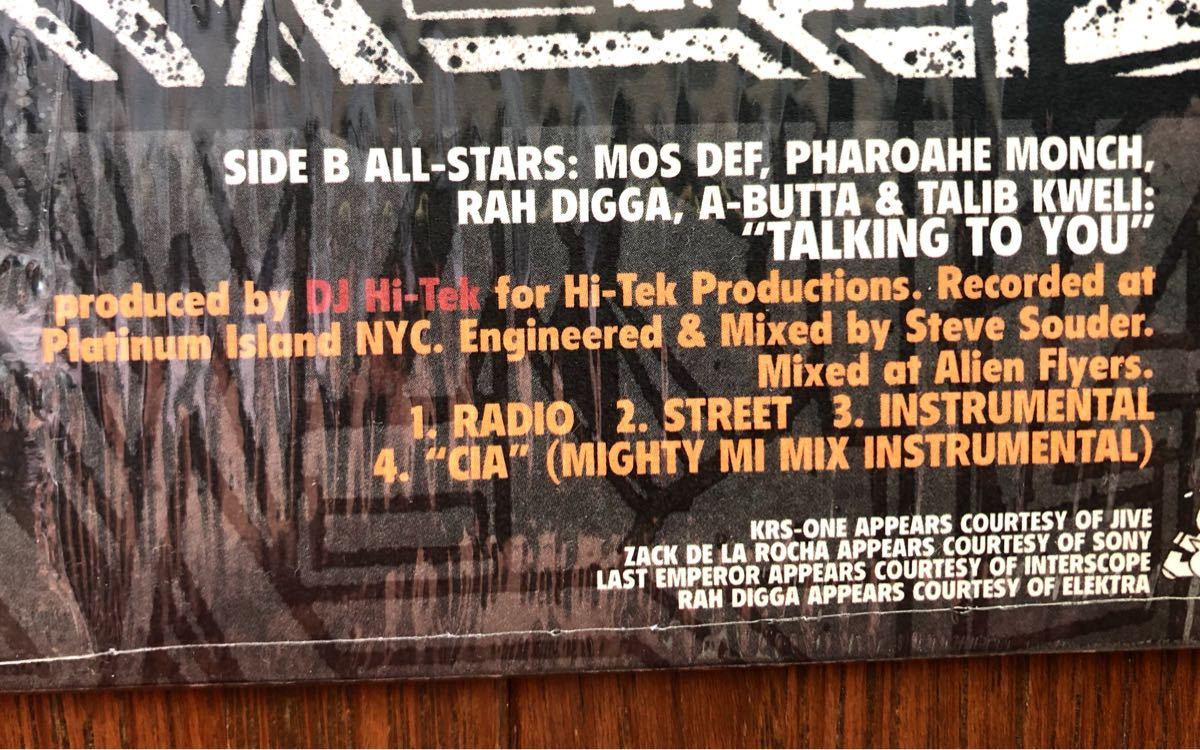 SIDE B ALL-STARS: MOS DEF, PHAROAHE MONCH,
RAH DIGGA, A-BUTTA & TALIB KWELI:
“TALKING TO YOU”
produced by DJ Hi-Tek for Hi-Tek Productions. Recorded at
Platinum Island NYC. Engineered & Mixed by Steve Souder.
Mixed at Alien Flyers.
1. RADIO 2. STREET 3. INSTRUMENTAL
4. “CIA” (MIGHTY MI MIX INSTRUMENTAL)
KRS-ONE APPEARS COURTESY OF JIVE
ZACK DE LA ROCHA APPEARS COURTESY OF SONY
LAST EMPEROR APPEARS COURTESY OF INTERSCOPE
RAH DIGGA APPEARS COURTESY OF ELEKTRA